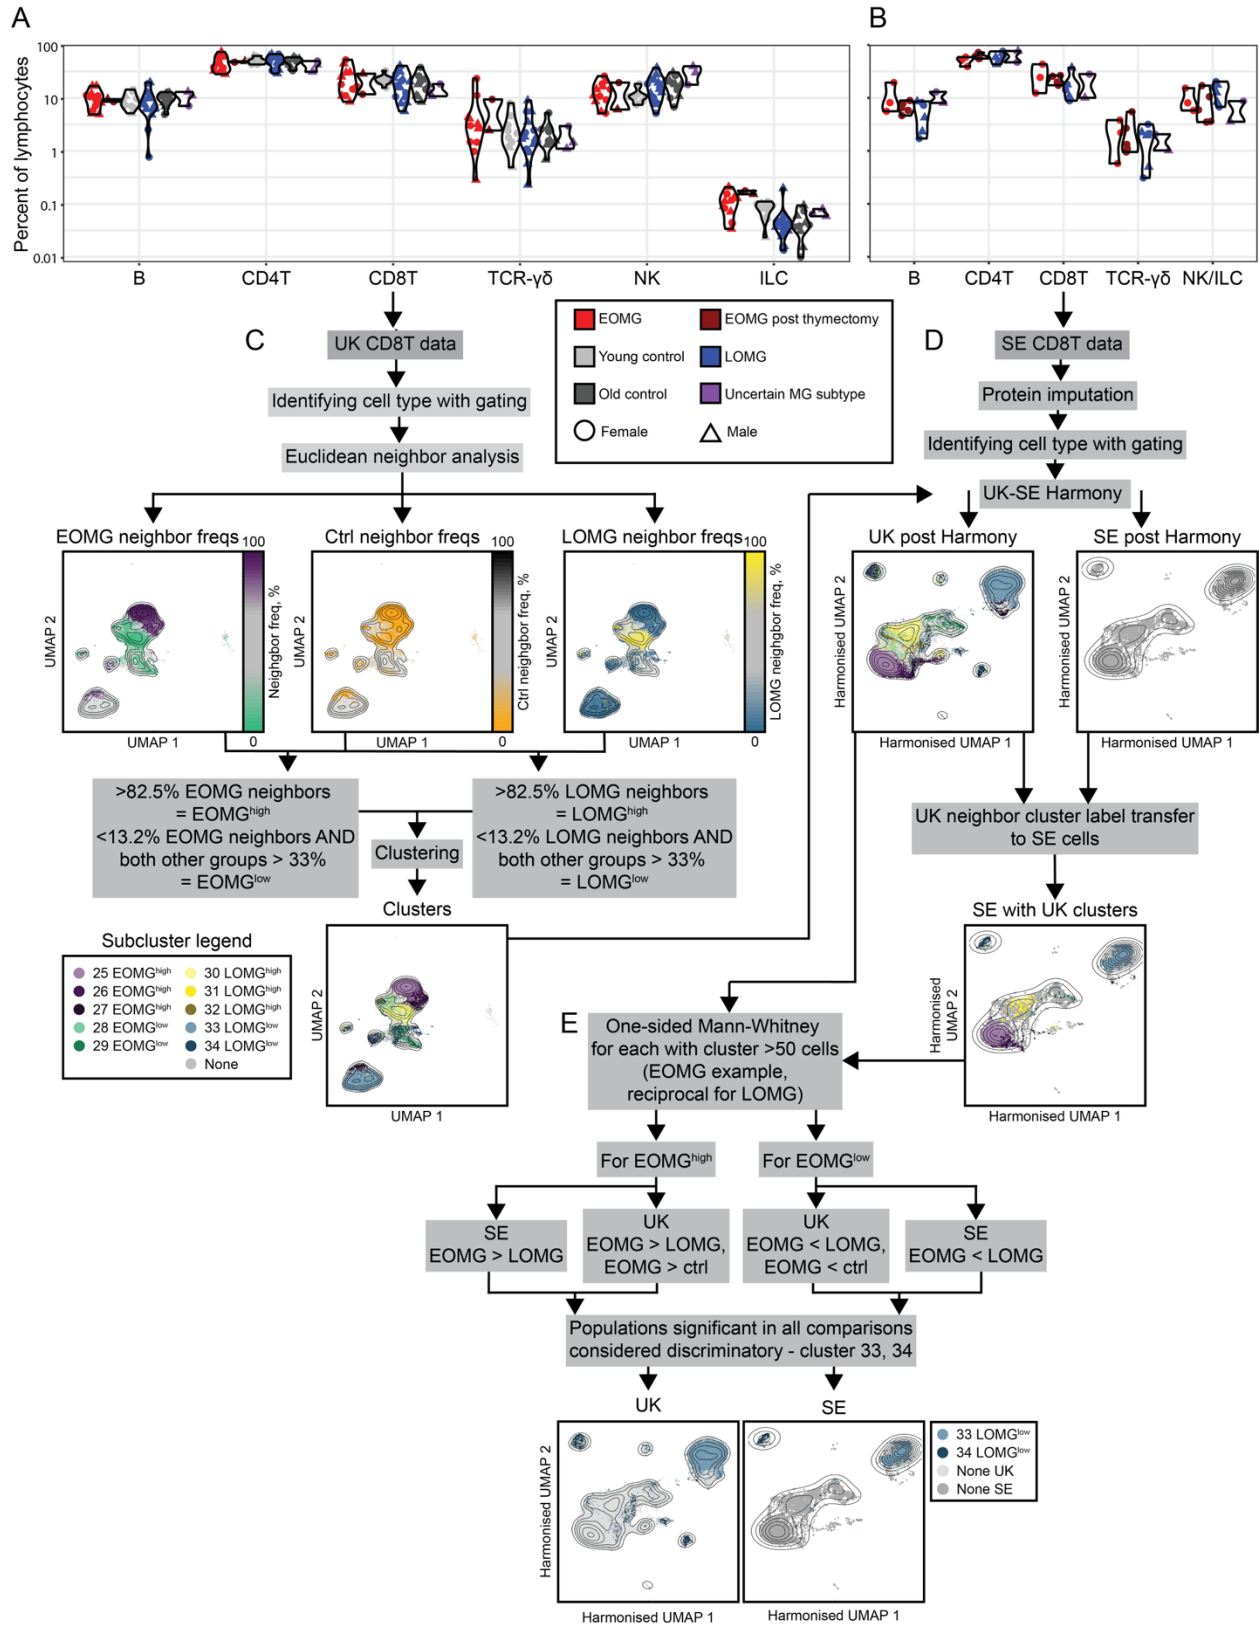 A
B
Percent of lymphocytes
100
10
1
0.1
0.01
B
CD4T
CD8T
TCR-γδ
NK
ILC
B
CD4T
CD8T
TCR-γδ
NK/ILC
EOMG
EOMG post thymectomy
Young control
LOMG
Old control
Uncertain MG subtype
Female
Male
C
UK CD8T data
Identifying cell type with gating
Euclidean neighbor analysis
D
SE CD8T data
Protein imputation
Identifying cell type with gating
UK-SE Harmony
EOMG neighbor freqs
100
Neighgbor freq, %
0
UMAP 2
UMAP 1
Ctrl neighbor freqs
100
Ctrl neighbor freq, %
0
UMAP 2
UMAP 1
LOMG neighbor freqs
100
LOMG neighgbor freq, %
0
UMAP 2
UMAP 1
UK post Harmony
Harmonised UMAP 2
Harmonised UMAP 1
SE post Harmony
Harmonised UMAP 2
Harmonised UMAP 1
>82.5% EOMG neighbors
= EOMGhigh
<13.2% EOMG neighbors AND
both other groups > 33%
= EOMGlow
>82.5% LOMG neighbors
= LOMGhigh
<13.2% LOMG neighbors AND
both other groups > 33%
= LOMGlow
Clustering
Clusters
UMAP 2
UMAP 1
UK neighbor cluster label transfer
to SE cells
SE with UK clusters
Harmonised
UMAP 2
Harmonised UMAP 1
Subcluster legend
25 EOMGhigh
30 LOMGhigh
26 EOMGhigh
31 LOMGhigh
27 EOMGhigh
32 LOMGhigh
28 EOMGlow
33 LOMGlow
29 EOMGlow
34 LOMGlow
None
E
One-sided Mann-Whitney
for each with cluster >50 cells
(EOMG example,
reciprocal for LOMG)
For EOMGhigh
For EOMGlow
SE
EOMG > LOMG
UK
EOMG > LOMG,
EOMG > ctrl
UK
EOMG < LOMG,
EOMG < ctrl
SE
EOMG < LOMG
Populations significant in all comparisons
considered discriminatory - cluster 33, 34
UK
Harmonised UMAP 2
Harmonised UMAP 1
SE
Harmonised UMAP 1
33 LOMGlow
34 LOMGlow
None UK
None SE